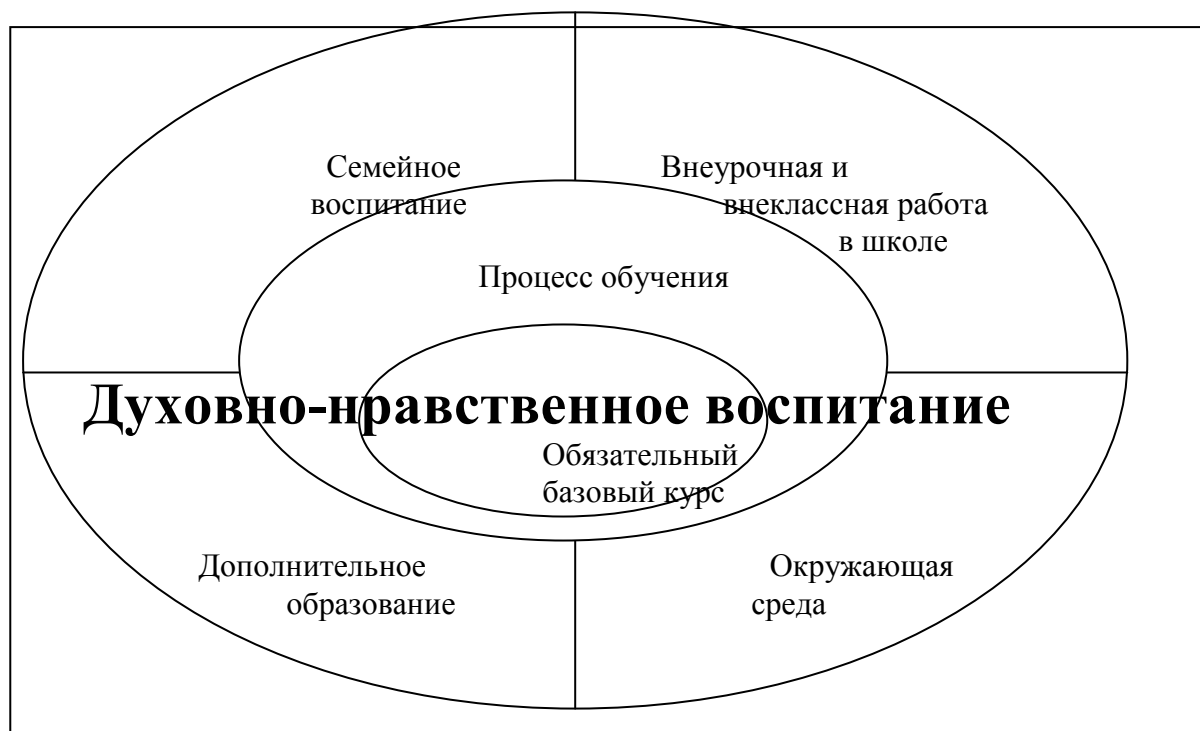 Семейное
воспитание
Внеурочная и
внеклассная работа
в школе
Процесс обучения
Духовно-нравственное воспитание
Обязательный
базовый курс
Дополнительное
образование
Окружающая
среда